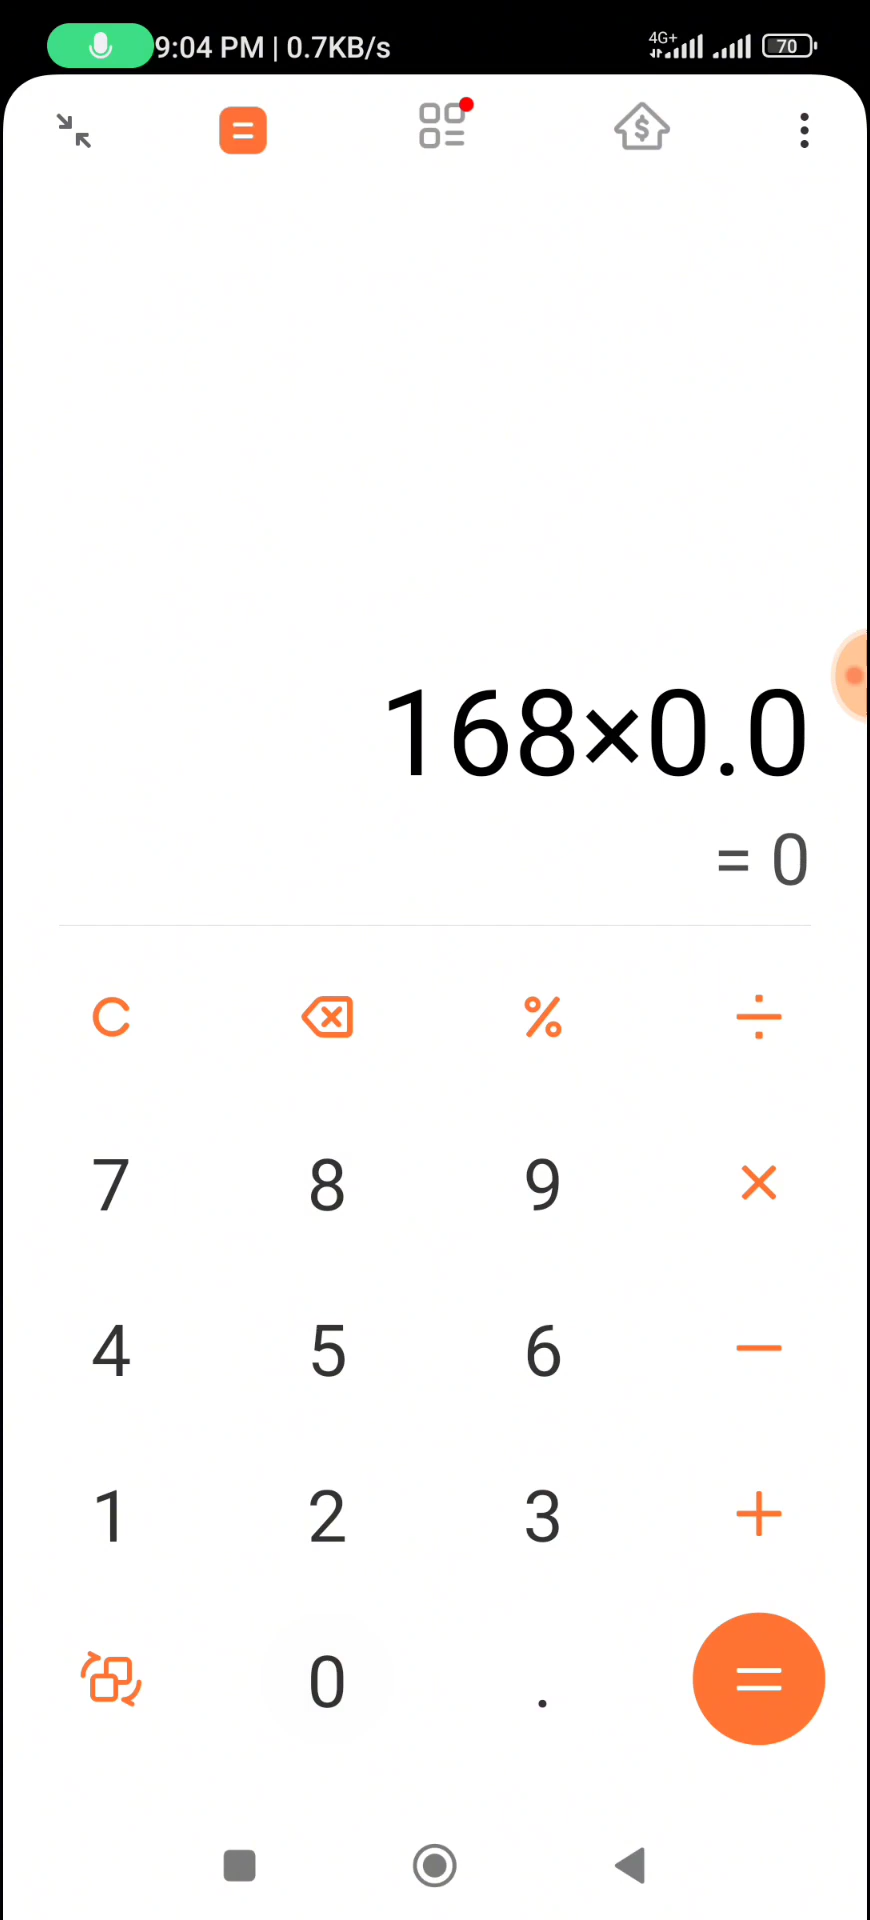 9:04 PM | 0.7KB/s 4G+ 70
168×0.0
= 0
C % ÷
7 8 9 ×
4 5 6 −
1 2 3 +
0 . =